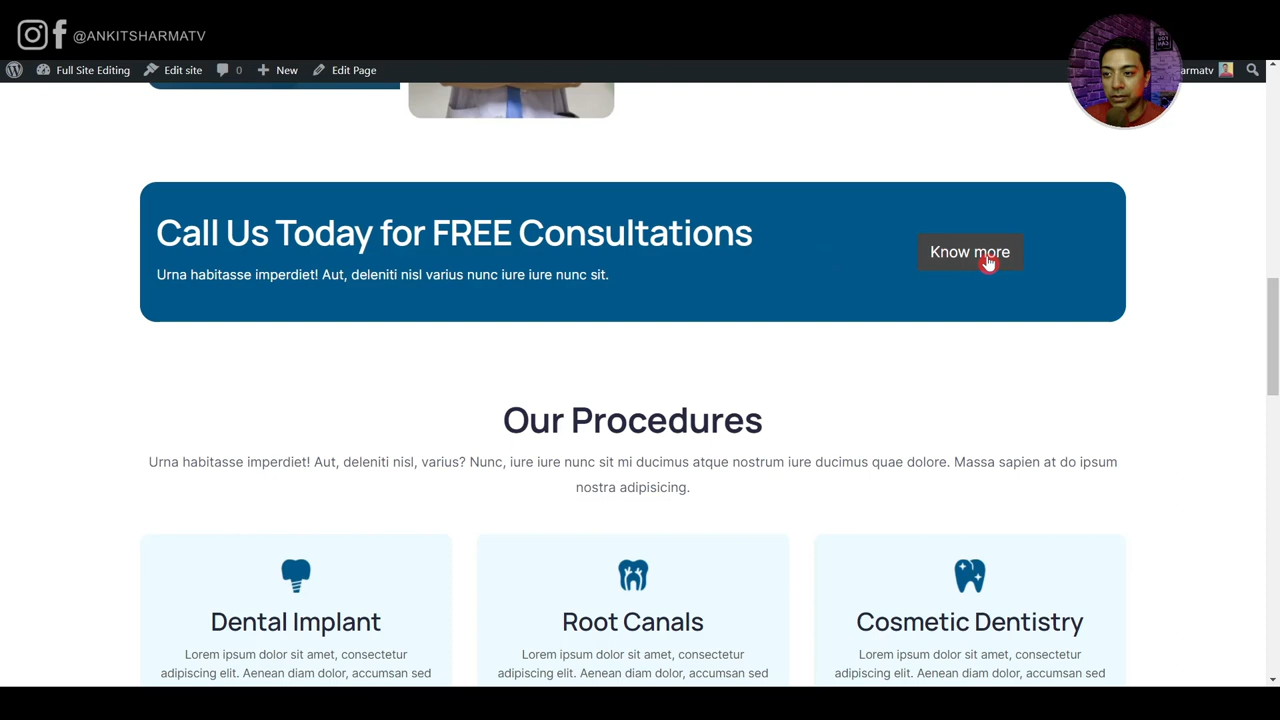 @ANKITSHARMATV
Full Site Editing Edit site 0 New Edit Page
armatv
Call Us Today for FREE Consultations
Urna habitasse imperdiet! Aut, deleniti nisl varius nunc iure iure nunc sit.
Know more
Our Procedures
Urna habitasse imperdiet! Aut, deleniti nisl, varius? Nunc, iure iure nunc sit mi ducimus atque nostrum iure ducimus quae dolore. Massa sapien at do ipsum
nostra adipisicing.
Dental Implant
Lorem ipsum dolor sit amet, consectetur
adipiscing elit. Aenean diam dolor, accumsan sed
Root Canals
Lorem ipsum dolor sit amet, consectetur
adipiscing elit. Aenean diam dolor, accumsan sed
Cosmetic Dentistry
Lorem ipsum dolor sit amet, consectetur
adipiscing elit. Aenean diam dolor, accumsan sed